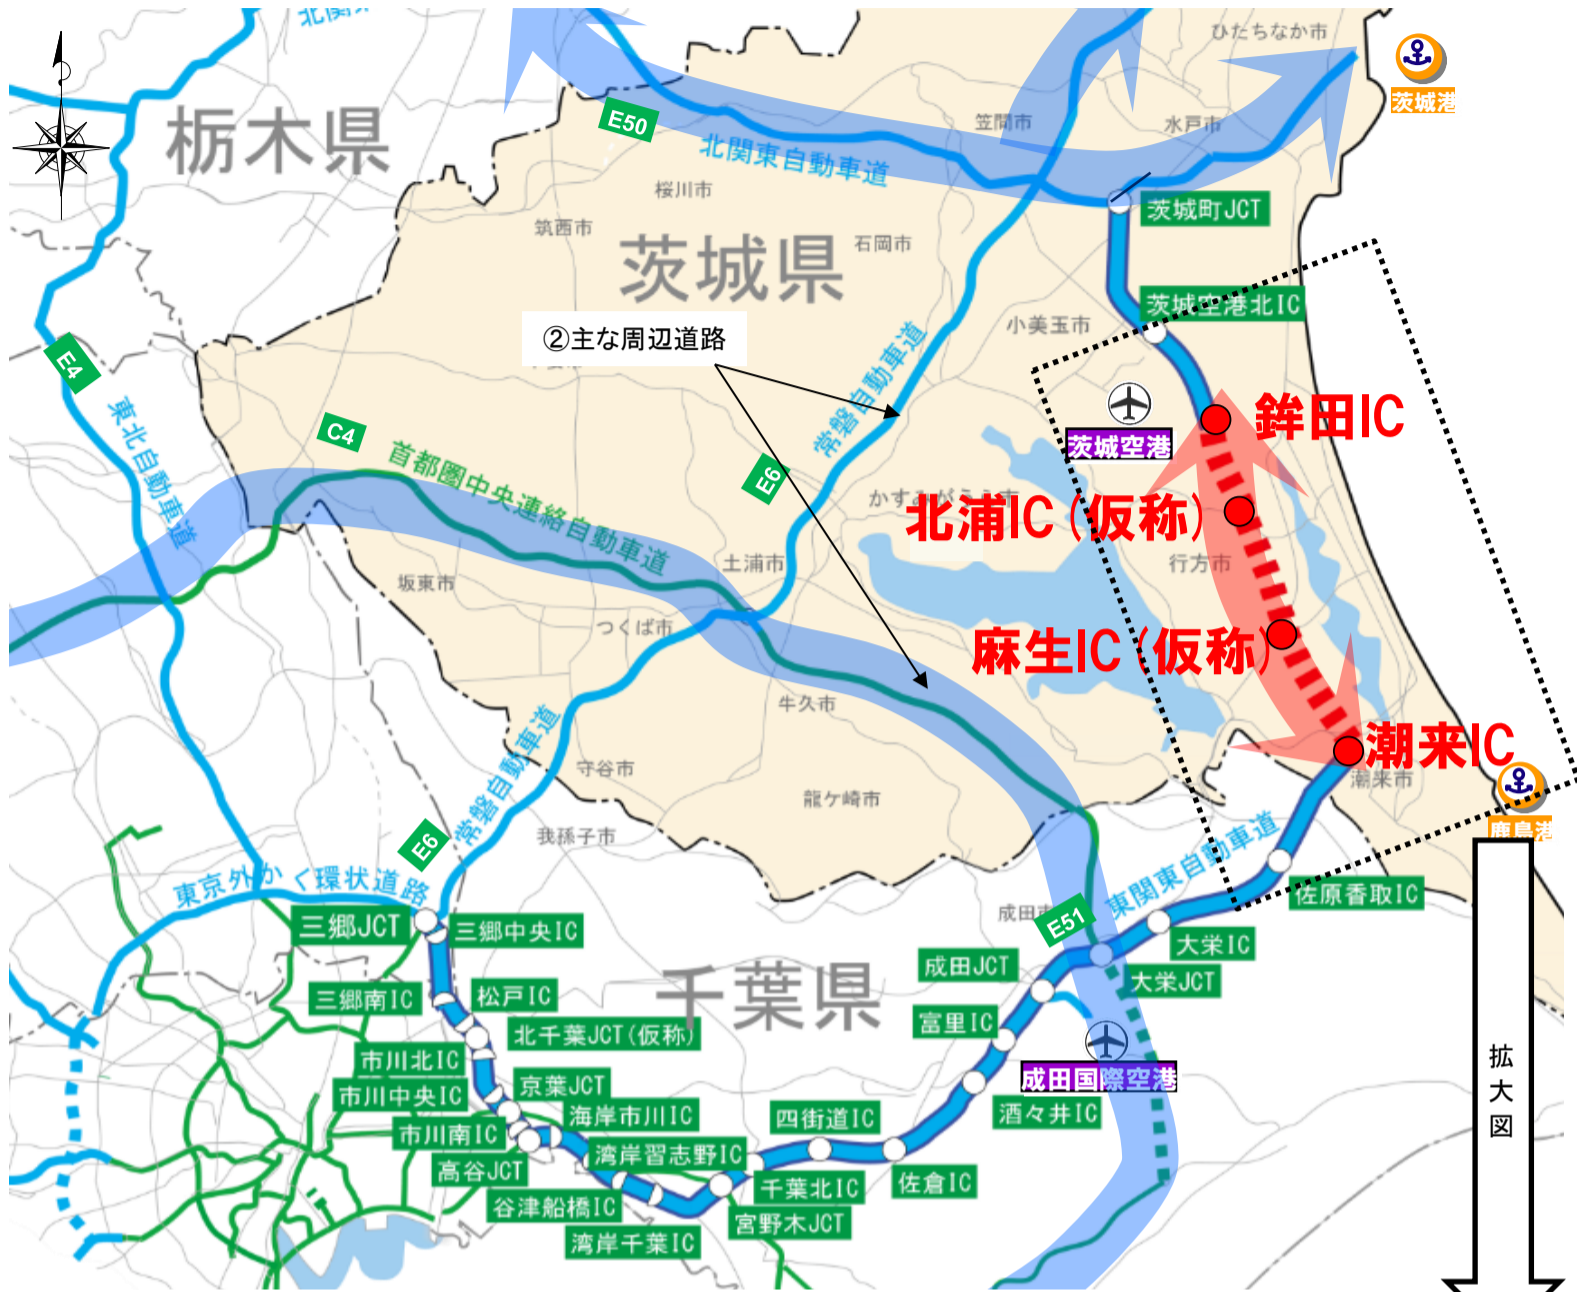 北関
ひたちなか市
茨城港
栃木県
E50
北関東自動車道
笠間市
水戸市
桜川市
筑西市
茨城県
石岡市
茨城町JCT
茨城空港北IC
小美玉市
②主な周辺道路
E4
東北自動車道
C4
首都圏中央連絡自動車道
常磐自動車道
E6
茨城空港
鉾田IC
かすみがうら市
北浦IC（仮称）
行方市
土浦市
坂東市
つくば市
麻生IC（仮称）
牛久市
潮来IC
潮来市
鹿島港
守谷市
龍ケ崎市
常磐自動車道
E6
我孫子市
東京外かく環状道路
東関東自動車道
佐原香取IC
成田市
E51
三郷JCT
三郷中央IC
大栄IC
成田JCT
大栄JCT
千葉県
三郷南IC
松戸IC
富里IC
北千葉JCT(仮称)
市川北IC
成田国際空港
市川中央IC
京葉JCT
酒々井IC
海岸市川IC
四街道IC
市川南IC
湾岸習志野IC
高谷JCT
千葉北IC
佐倉IC
谷津船橋IC
宮野木JCT
湾岸千葉IC
拡大図